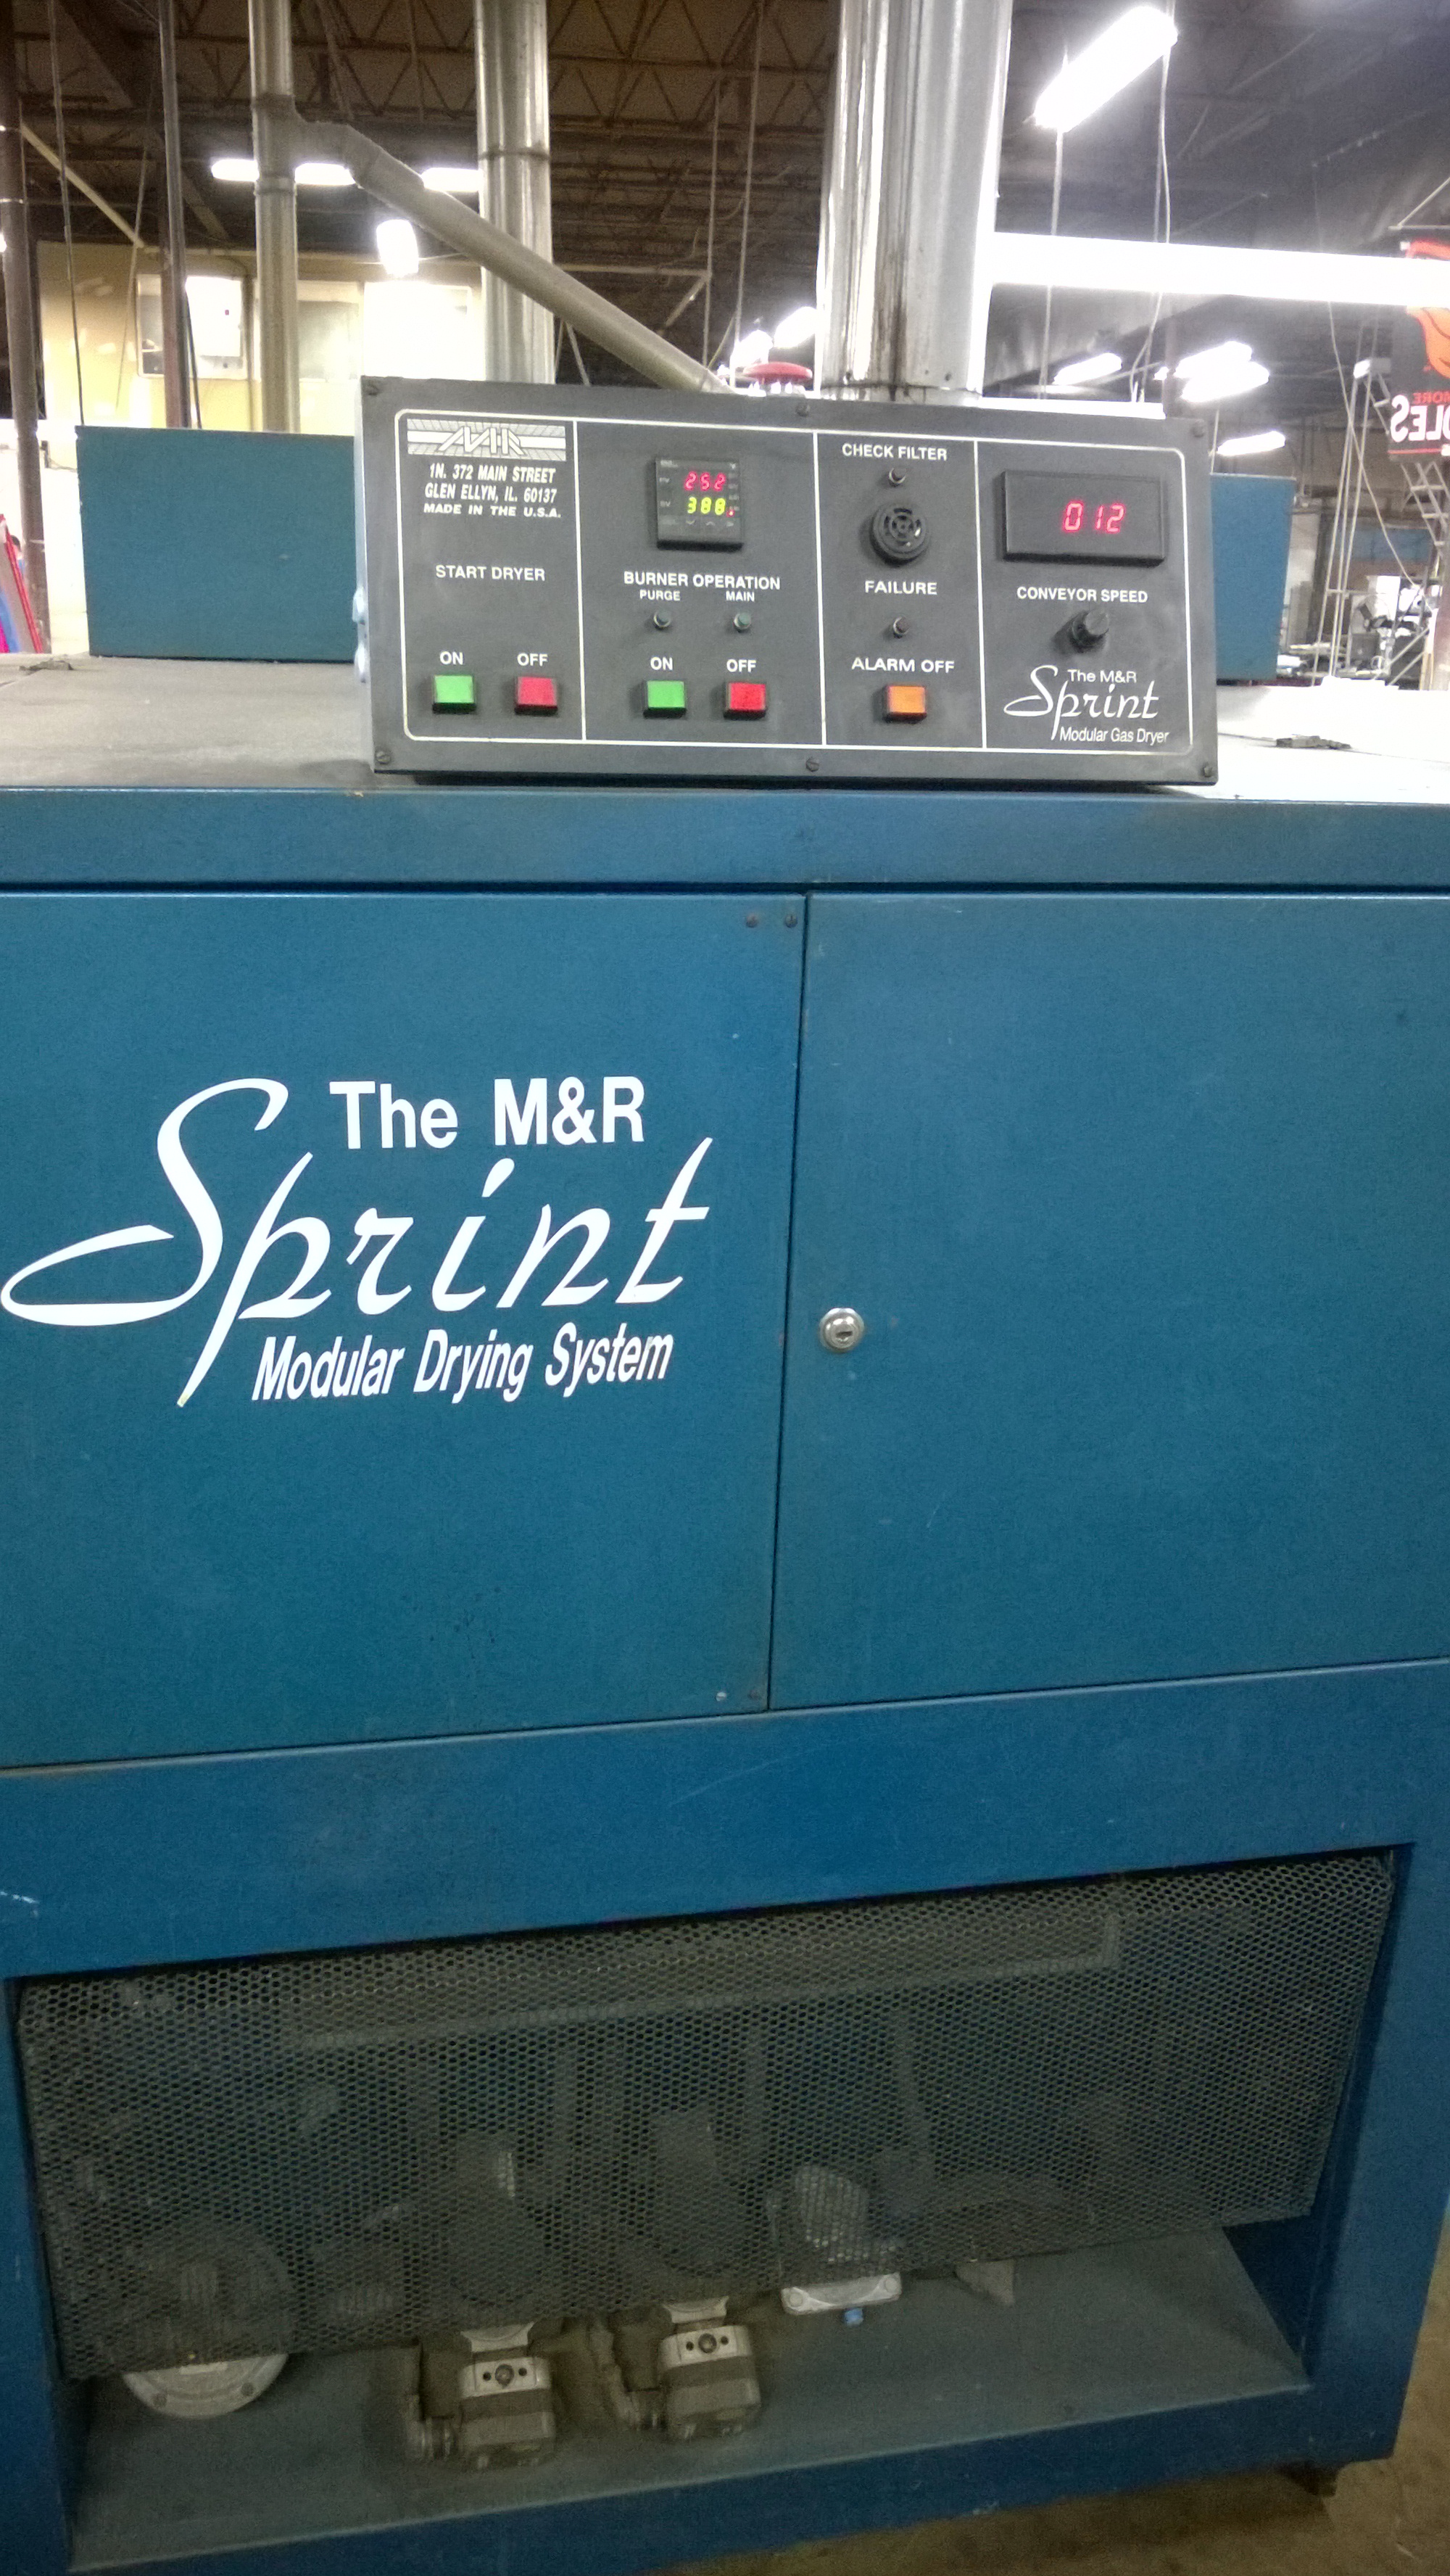 M&R
1N. 372 MAIN STREET
GLEN ELLYN, IL. 60137
MADE IN THE U.S.A.
START DRYER
ON OFF
PV 252
SV 388
BURNER OPERATION
PURGE MAIN
ON OFF
CHECK FILTER
FAILURE
ALARM OFF
012
CONVEYOR SPEED
The M&R
Sprint
Modular Gas Dryer
The M&R
Sprint
Modular Drying System